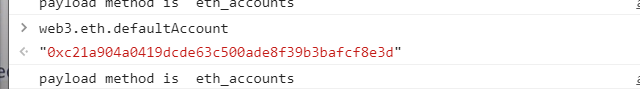 payload method is eth_accounts
web3.eth.defaultAccount
"0xc21a904a0419dcde63c500ade8f39b3bafcf8e3d"
payload method is eth_accounts